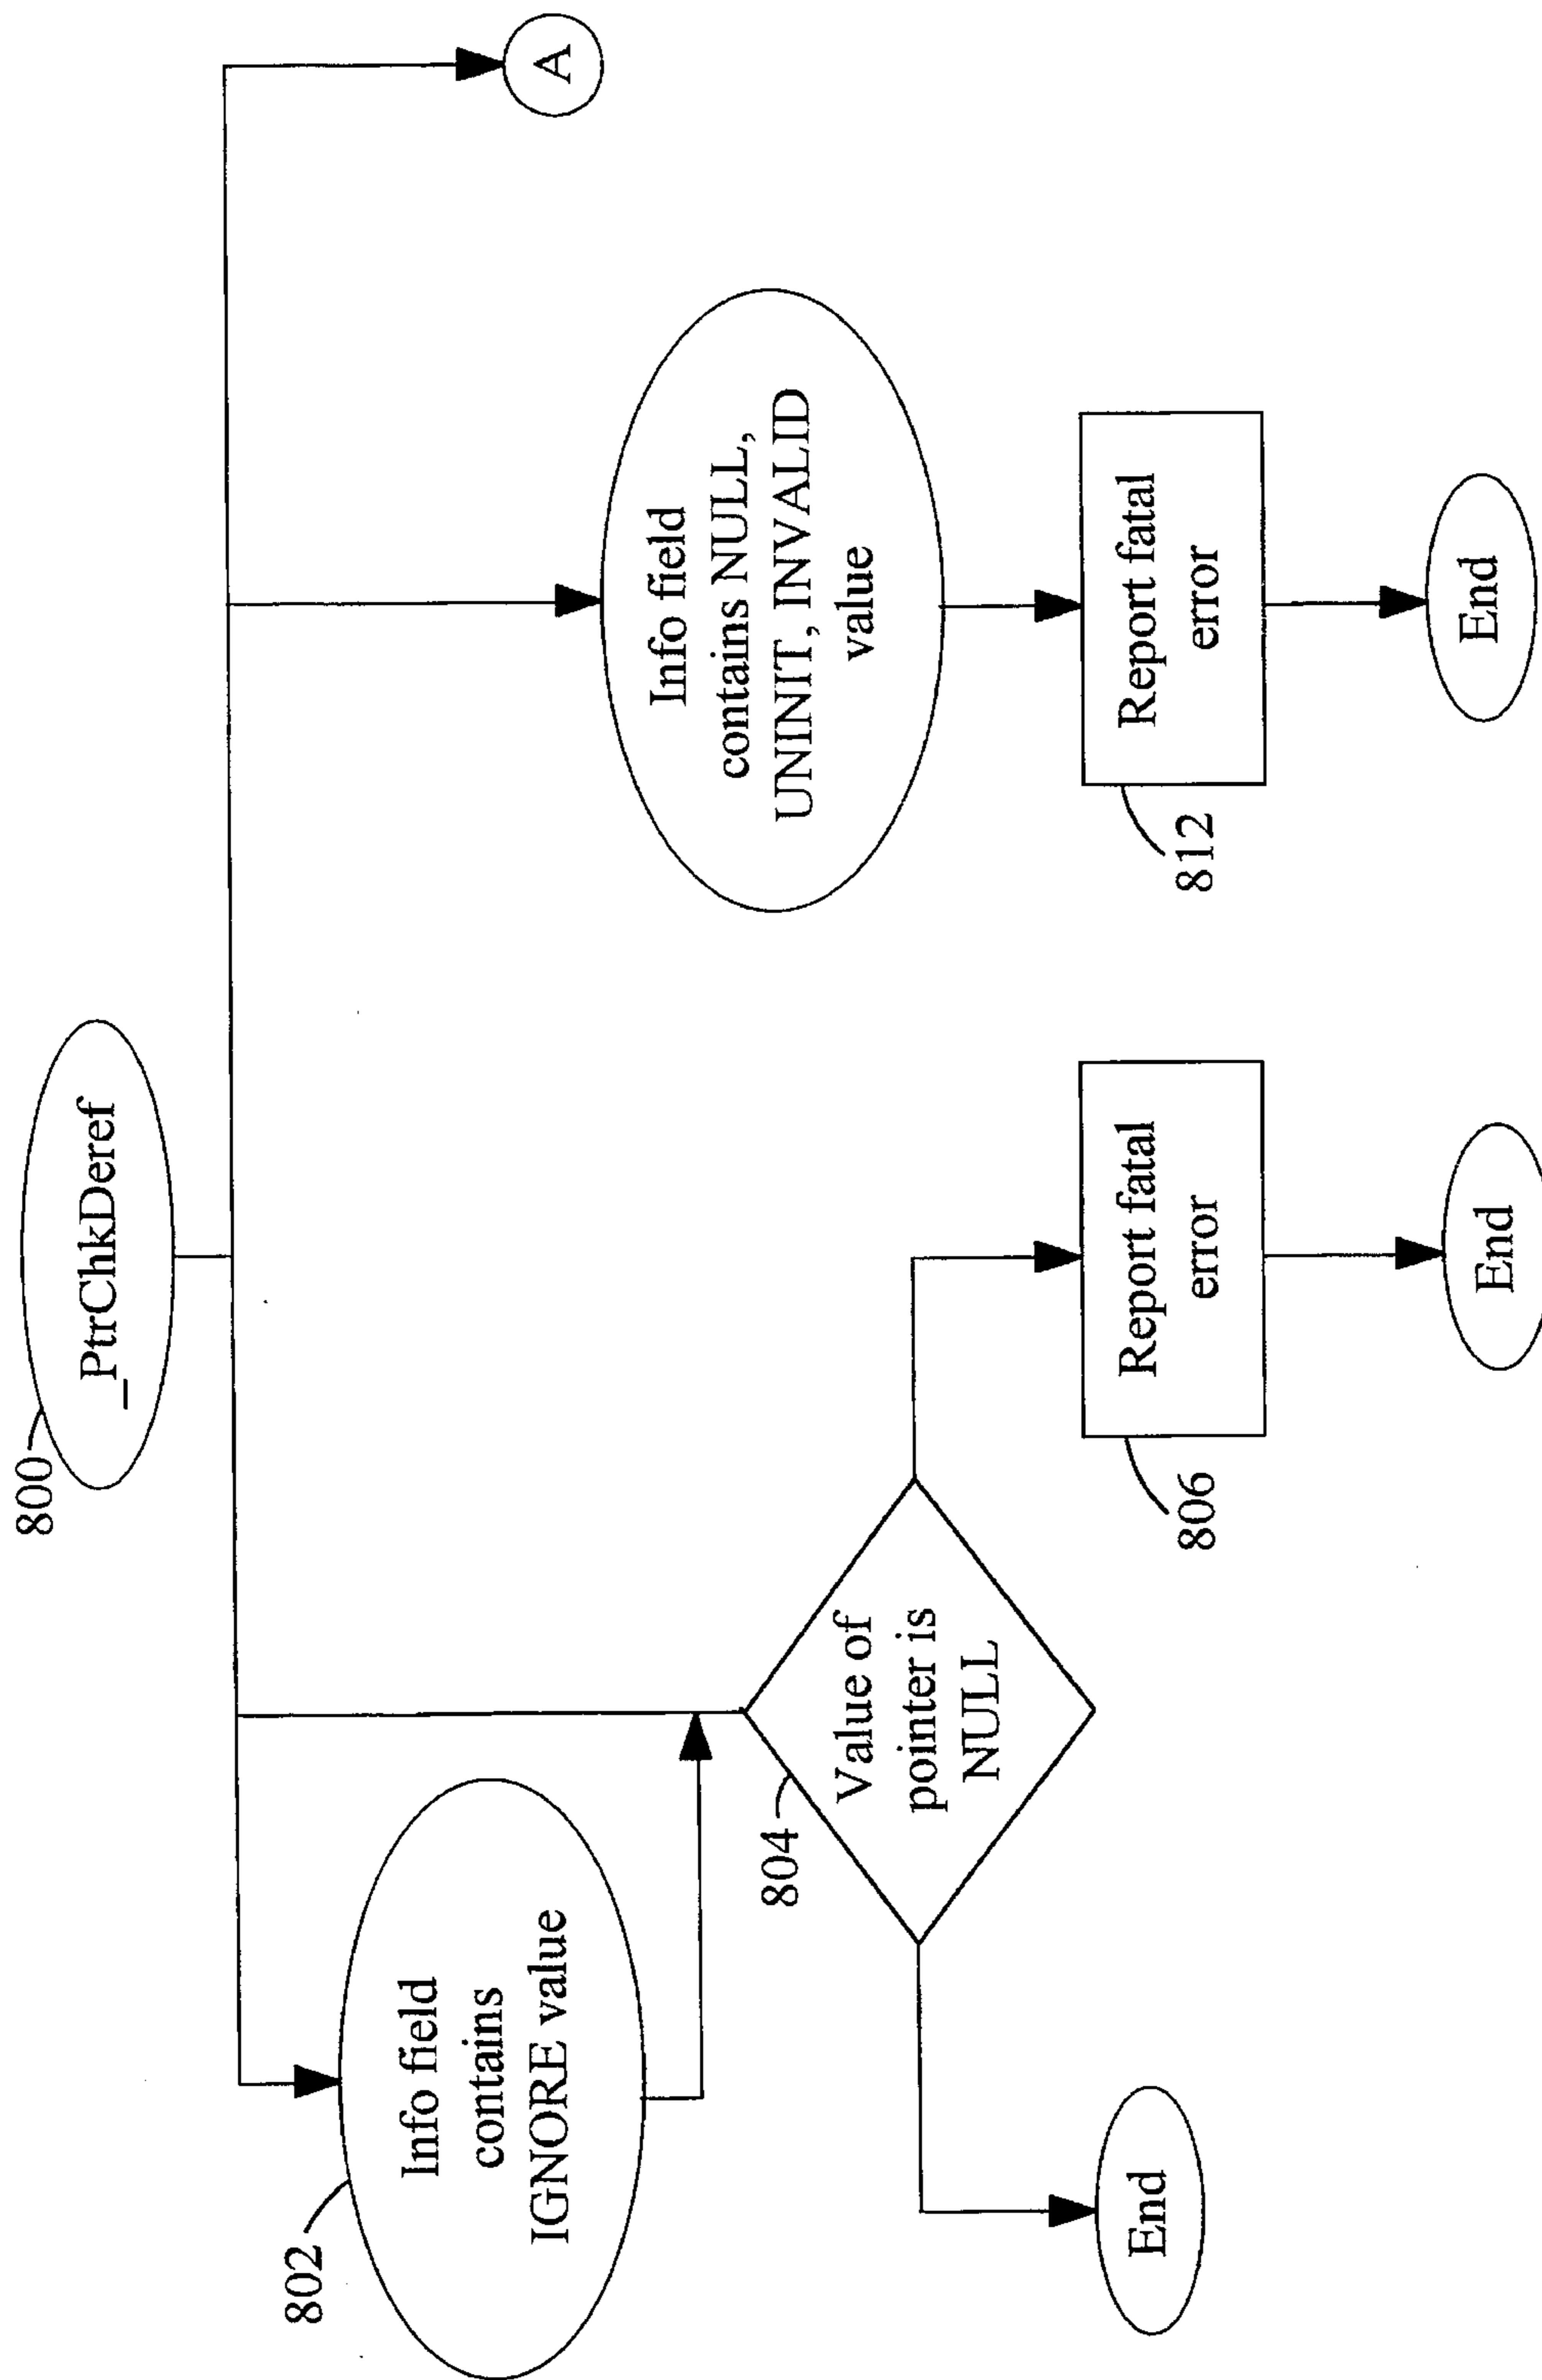 800
_PtrChkDeref
A
802
Info field
contains
IGNORE value
Info field
contains NULL,
UNINIT, INVALID
value
804
Value of
pointer is
NULL
806
Report fatal
error
812
Report fatal
error
End
End
End